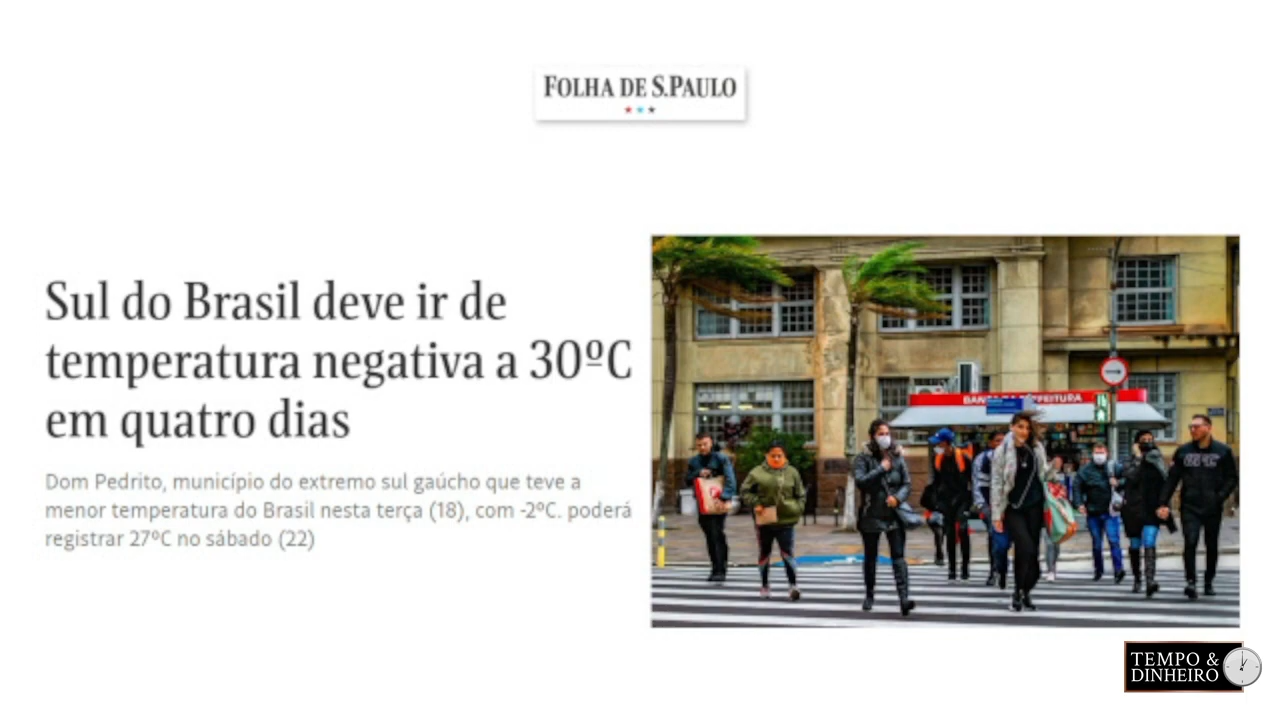 FOLHA DE S.PAULO
Sul do Brasil deve ir de
temperatura negativa a 30ºC
em quatro dias
Dom Pedrito, município do extremo sul gaúcho que teve a
menor temperatura do Brasil nesta terça (18), com -2ºC. poderá
registrar 27ºC no sábado (22)
TEMPO &
DINHEIRO